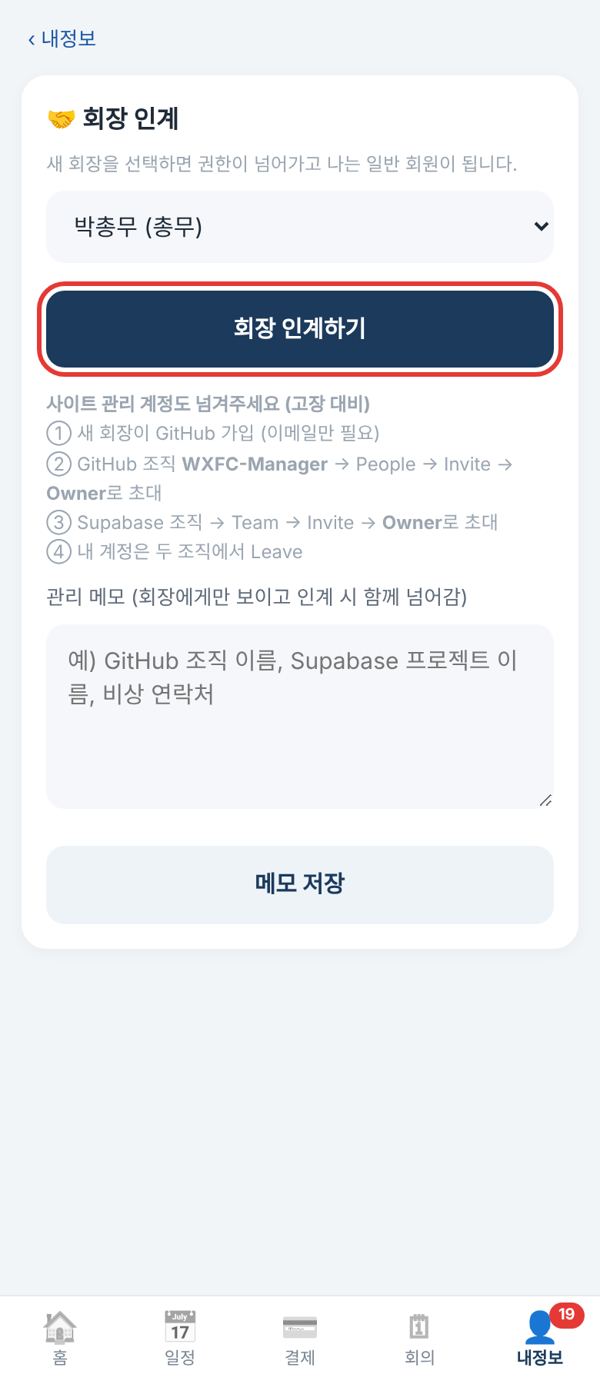 ‹ 내정보
🤝 회장 인계
새 회장을 선택하면 권한이 넘어가고 나는 일반 회원이 됩니다.
박총무 (총무)
회장 인계하기
사이트 관리 계정도 넘겨주세요 (고장 대비)
① 새 회장이 GitHub 가입 (이메일만 필요)
② GitHub 조직 WXFC-Manager → People → Invite →
Owner로 초대
③ Supabase 조직 → Team → Invite → Owner로 초대
④ 내 계정은 두 조직에서 Leave
관리 메모 (회장에게만 보이고 인계 시 함께 넘어감)
예) GitHub 조직 이름, Supabase 프로젝트 이
름, 비상 연락처
메모 저장
July
17
19
홈
일정
결제
회의
내정보